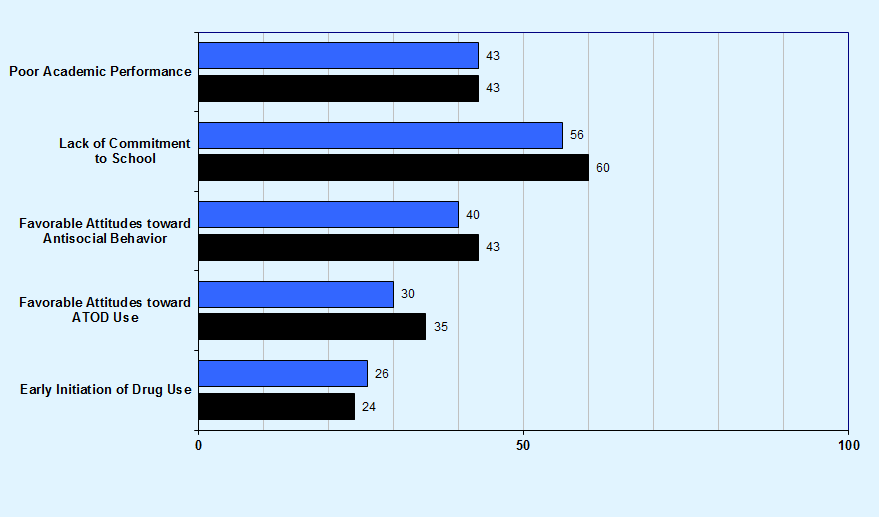 Poor Academic Performance
43
43
Lack of Commitment
to School
56
60
Favorable Attitudes toward
Antisocial Behavior
40
43
Favorable Attitudes toward
ATOD Use
30
35
Early Initiation of Drug Use
26
24
0 50 100